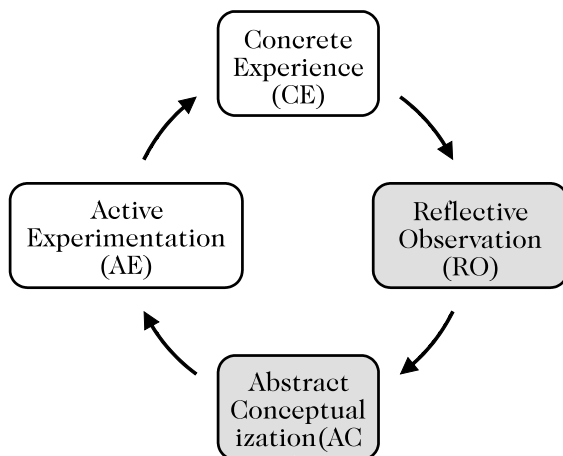 Concrete
Experience
(CE)
Reflective
Observation
(RO)
Abstract
Conceptual
ization(AC
Active
Experimentation
(AE)